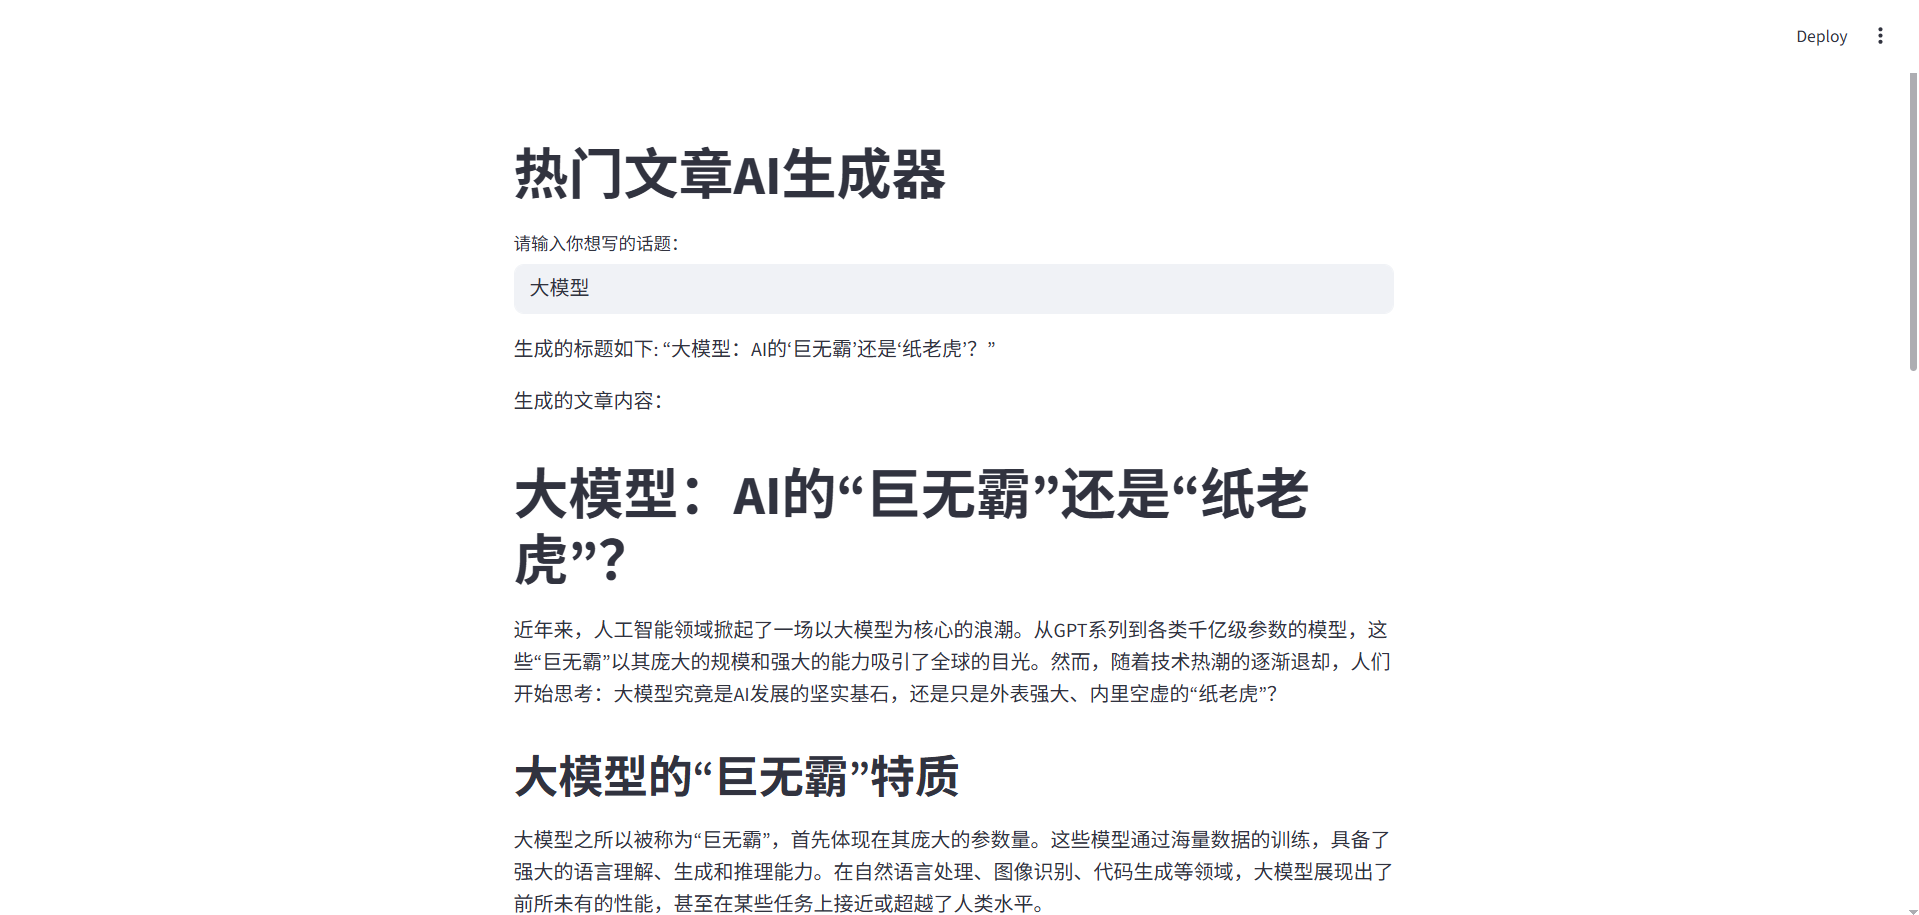 Deploy
热门文章AI生成器
请输入你想写的话题：
大模型
生成的标题如下: “大模型：AI的‘巨无霸’还是‘纸老虎’？”
生成的文章内容：
大模型：AI的“巨无霸”还是“纸老
虎”？
近年来，人工智能领域掀起了一场以大模型为核心的浪潮。从GPT系列到各类千亿级参数的模型，这
些“巨无霸”以其庞大的规模和强大的能力吸引了全球的目光。然而，随着技术热潮的逐渐退却，人们
开始思考：大模型究竟是AI发展的坚实基石，还是只是外表强大、内里空虚的“纸老虎”？
大模型的“巨无霸”特质
大模型之所以被称为“巨无霸”，首先体现在其庞大的参数量。这些模型通过海量数据的训练，具备了
强大的语言理解、生成和推理能力。在自然语言处理、图像识别、代码生成等领域，大模型展现出了
前所未有的性能，甚至在某些任务上接近或超越了人类水平。